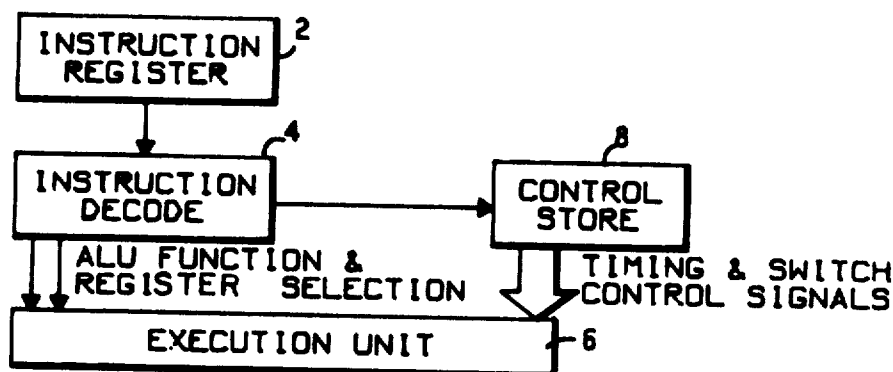 INSTRUCTION
REGISTER
2
INSTRUCTION
DECODE
4
CONTROL
STORE
8
ALU FUNCTION &
REGISTER SELECTION
TIMING & SWITCH
CONTROL SIGNALS
EXECUTION UNIT
6